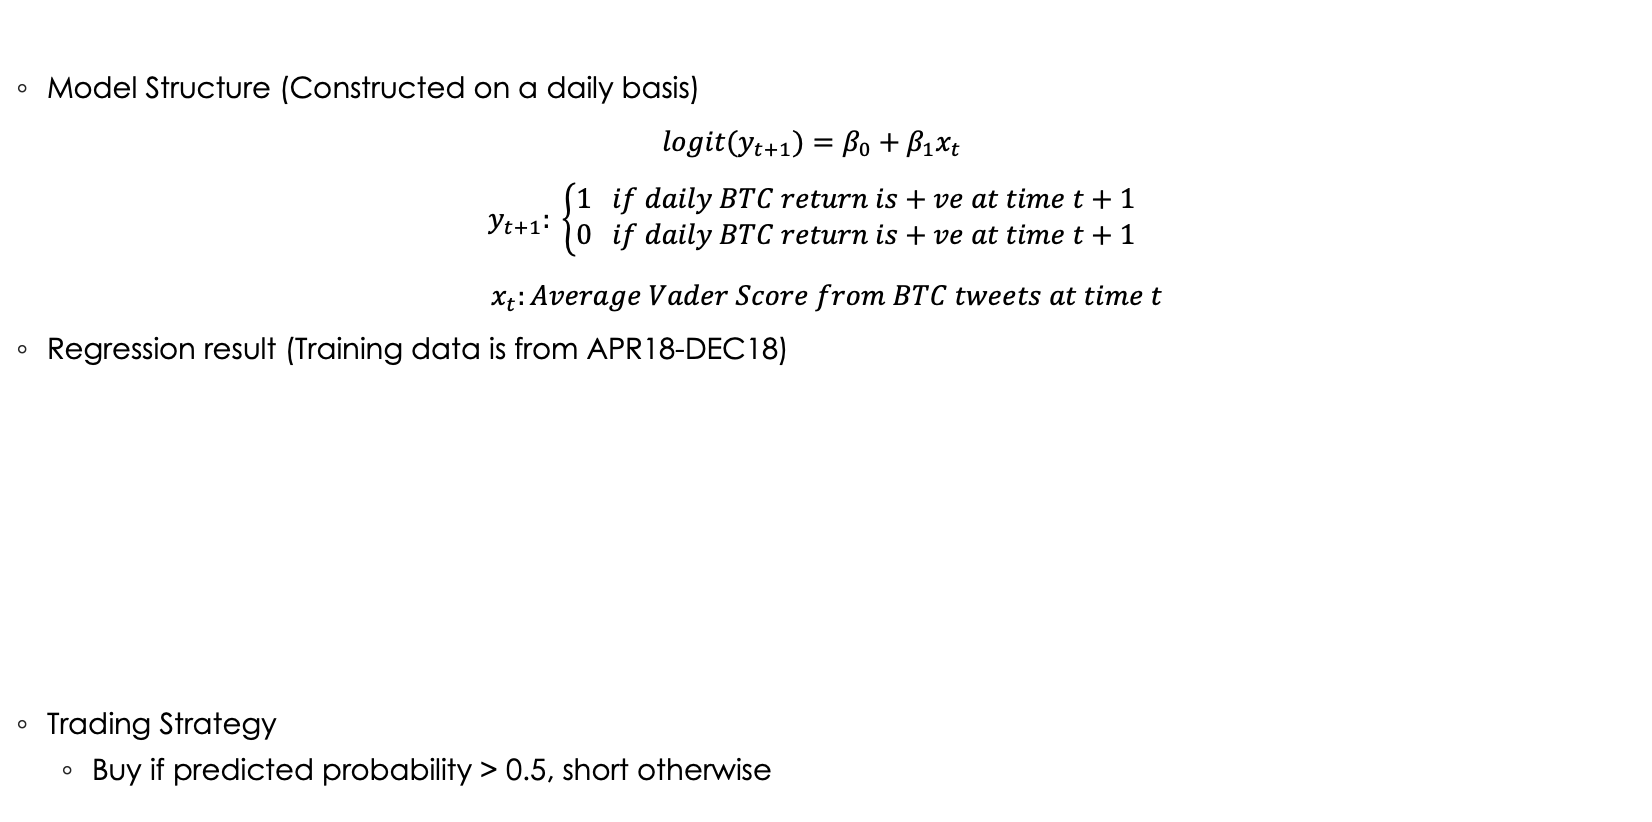 ◦ Model Structure (Constructed on a daily basis)
logit(y_{t+1}) = β_0 + β_1x_t
y_{t+1}: {1 if daily BTC return is + ve at time t + 1
0 if daily BTC return is + ve at time t + 1
x_t: Average Vader Score from BTC tweets at time t
◦ Regression result (Training data is from APR18-DEC18)
◦ Trading Strategy
◦ Buy if predicted probability > 0.5, short otherwise